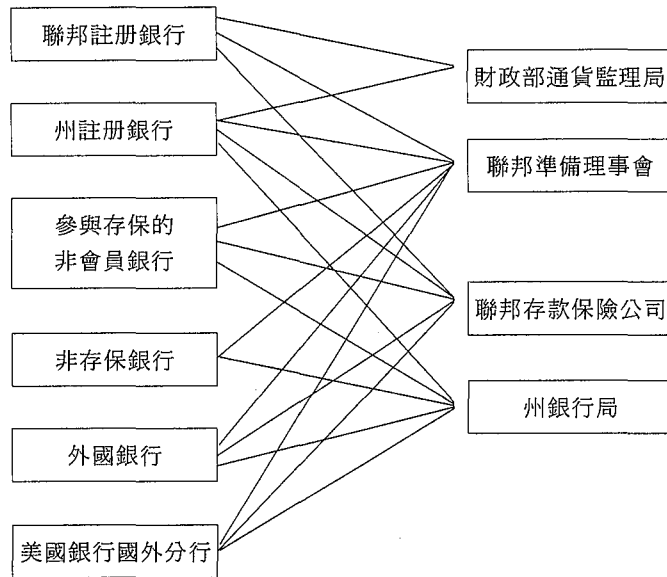 聯邦註册銀行
州註册銀行
參與存保的
非會員銀行
非存保銀行
外國銀行
美國銀行國外分行
財政部通貨監理局
聯邦準備理事會
聯邦存款保險公司
州銀行局